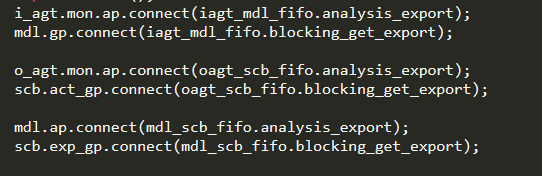 i_agt.mon.ap.connect(iagt_mdl_fifo.analysis_export);
mdl.gp.connect(iagt_mdl_fifo.blocking_get_export);
o_agt.mon.ap.connect(oagt_scb_fifo.analysis_export);
scb.act_gp.connect(oagt_scb_fifo.blocking_get_export);
mdl.ap.connect(mdl_scb_fifo.analysis_export);
scb.exp_gp.connect(mdl_scb_fifo.blocking_get_export);